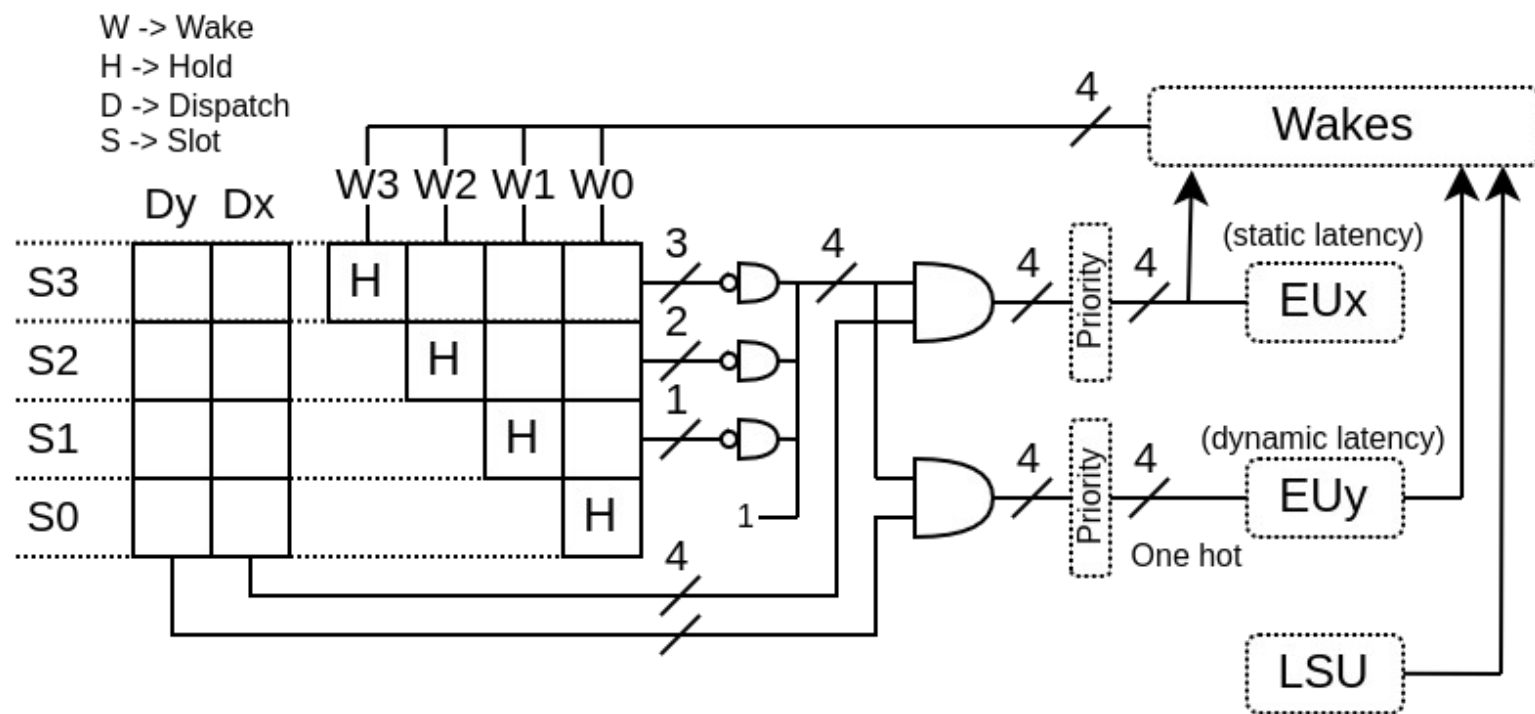 W -> Wake
H -> Hold
D -> Dispatch
S -> Slot
4
Wakes
Dy Dx
W3 W2 W1 W0
S3
H
3
4
4
Priority
4
(static latency)
EUx
S2
H
2
S1
H
1
4
Priority
4
(dynamic latency)
EUy
S0
H
1
One hot
4
LSU